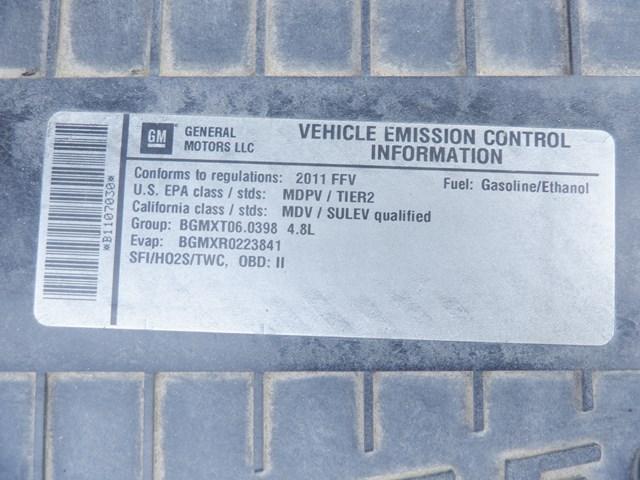 *B1107030*
GM
GENERAL
MOTORS LLC
VEHICLE EMISSION CONTROL
INFORMATION
Conforms to regulations: 2011 FFV
Fuel: Gasoline/Ethanol
U.S. EPA class / stds: MDPV / TIER2
California class / stds: MDV / SULEV qualified
Group: BGMXT06.0398 4.8L
Evap: BGMXR0223841
SFI/HO2S/TWC, OBD: II